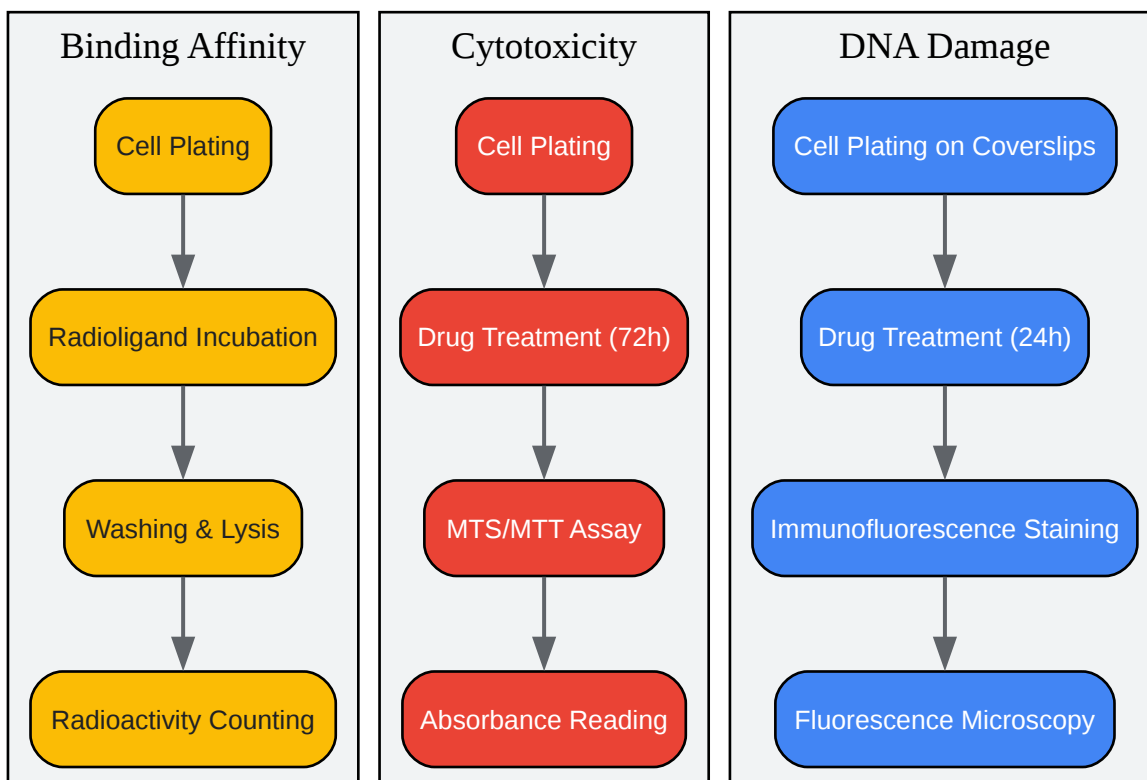 Binding Affinity
Cell Plating
Radioligand Incubation
Washing & Lysis
Radioactivity Counting
Cytotoxicity
Cell Plating
Drug Treatment (72h)
MTS/MTT Assay
Absorbance Reading
DNA Damage
Cell Plating on Coverslips
Drug Treatment (24h)
Immunofluorescence Staining
Fluorescence Microscopy